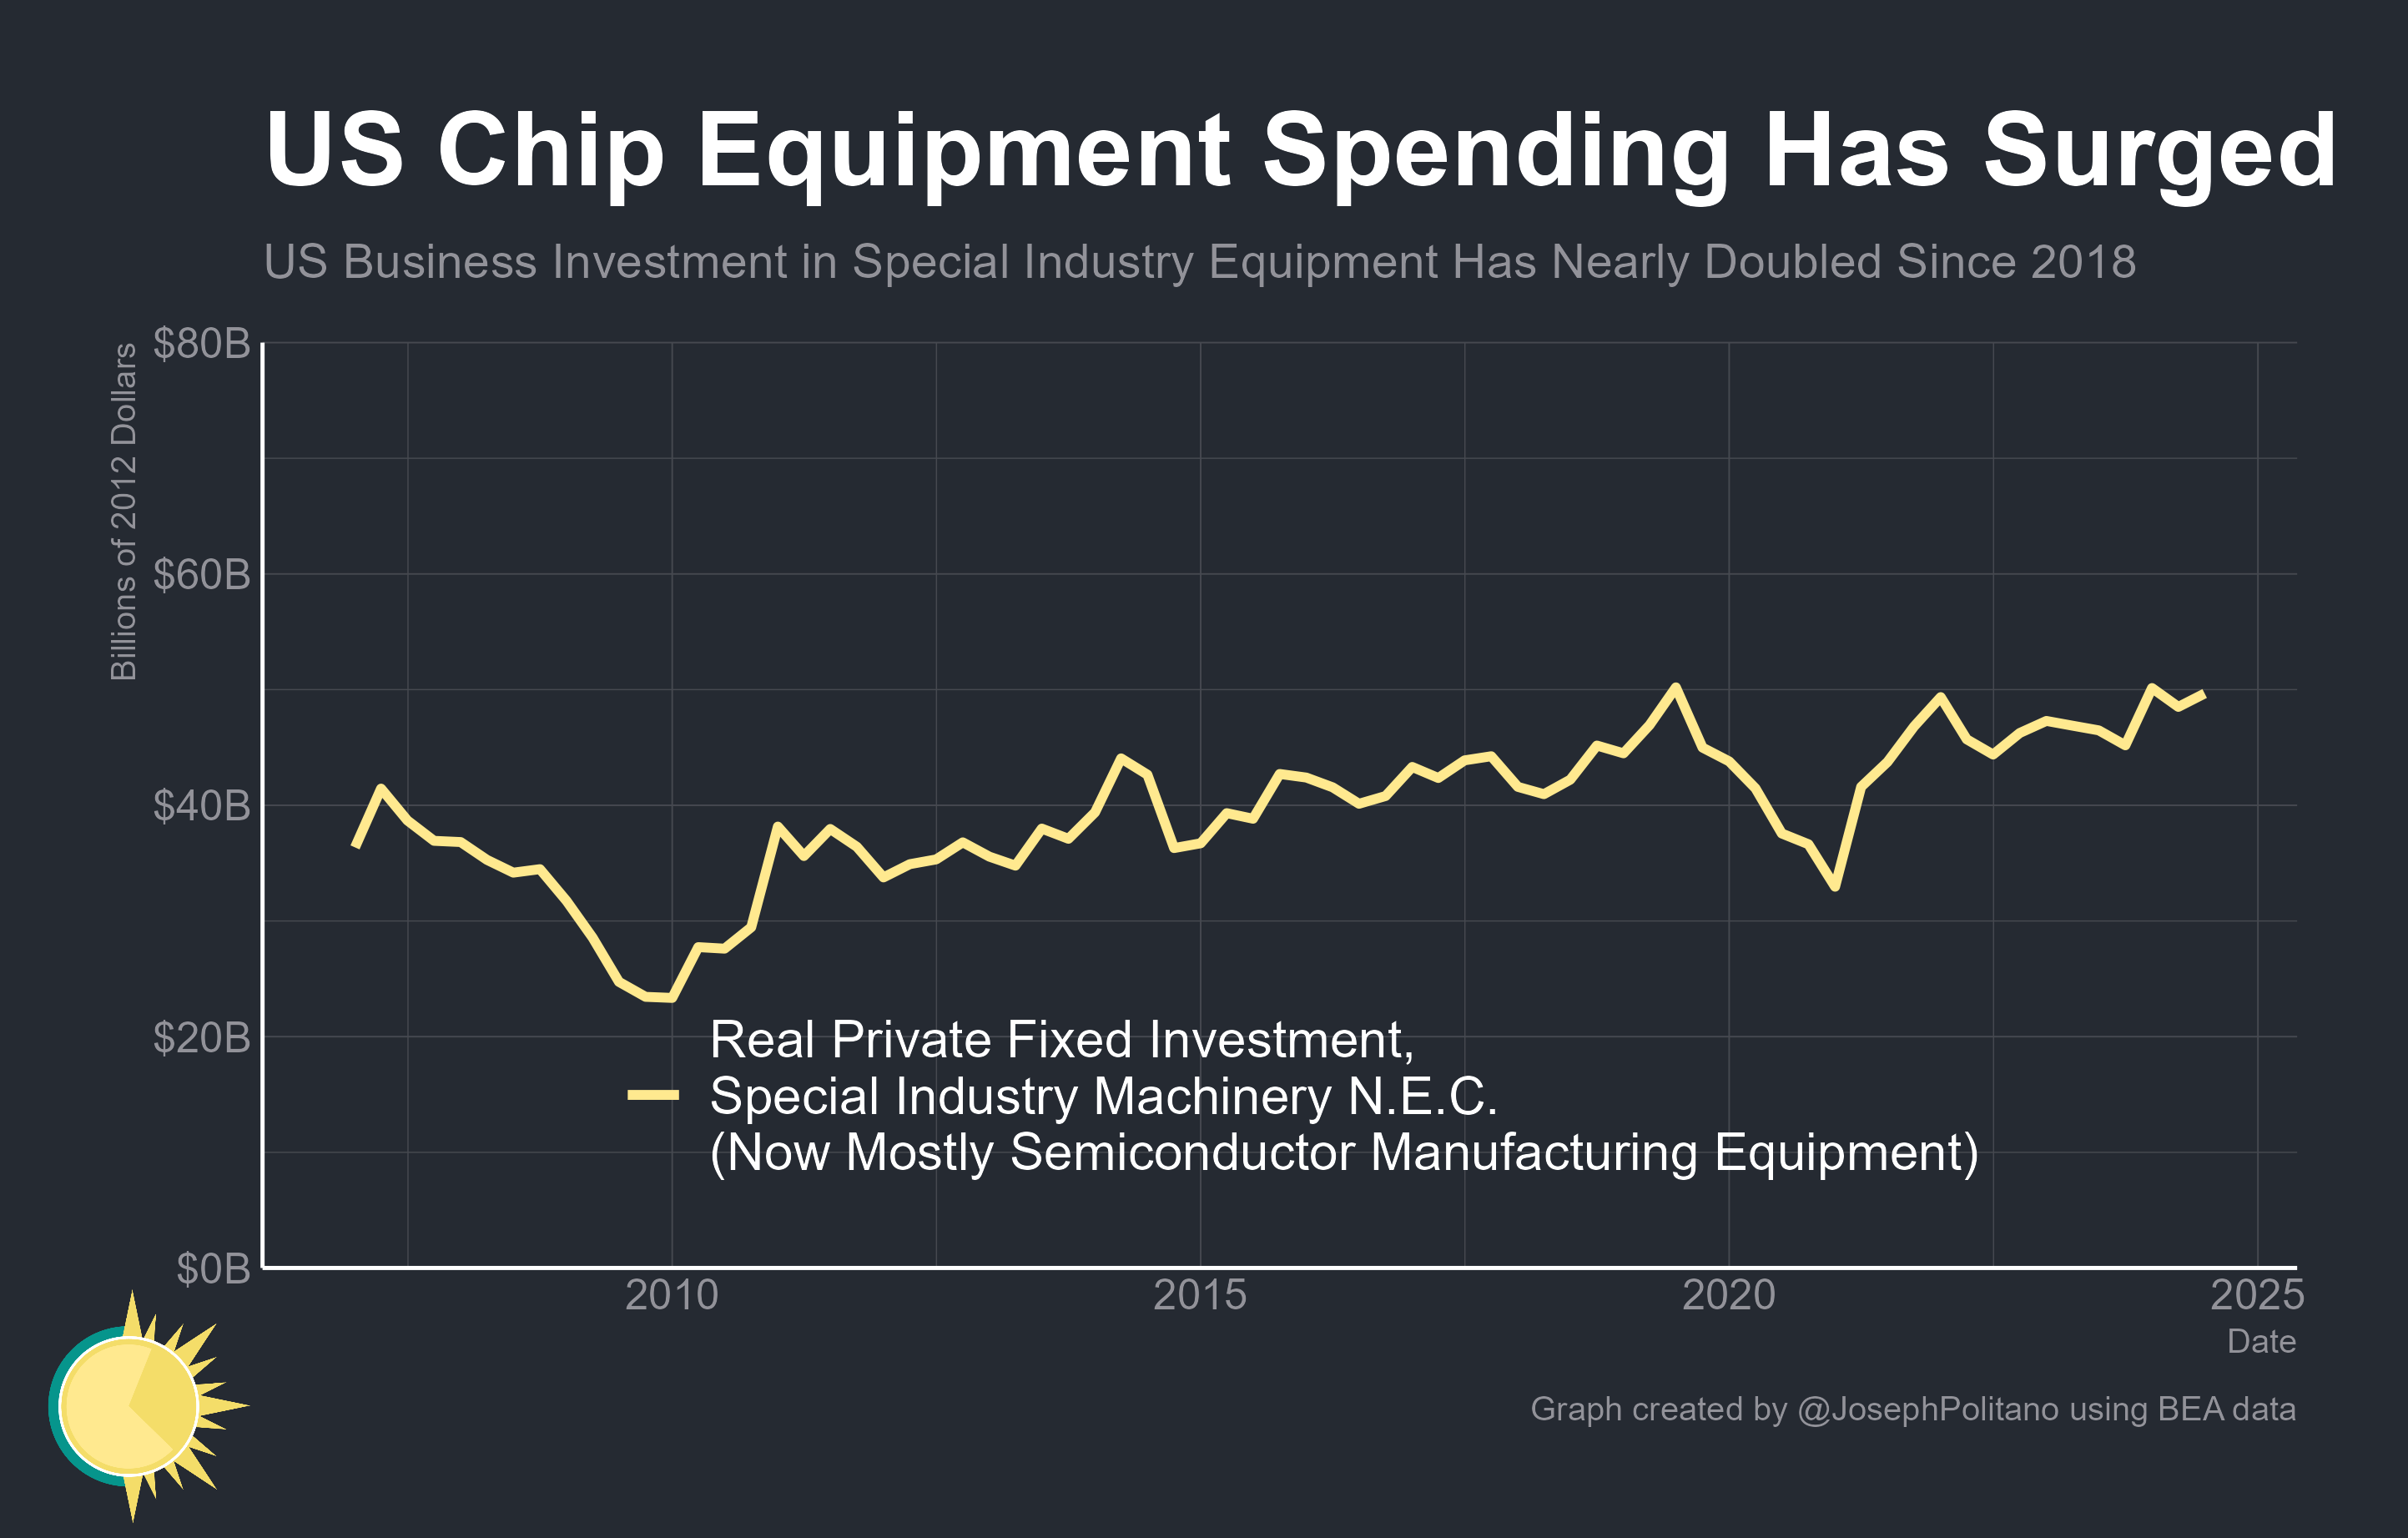 US Chip Equipment Spending Has Surged
US Business Investment in Special Industry Equipment Has Nearly Doubled Since 2018
Billions of 2012 Dollars
$80B
$60B
$40B
$20B
$0B
Real Private Fixed Investment,
Special Industry Machinery N.E.C.
(Now Mostly Semiconductor Manufacturing Equipment)
2010
2015
2020
2025
Date
Graph created by @JosephPolitano using BEA data